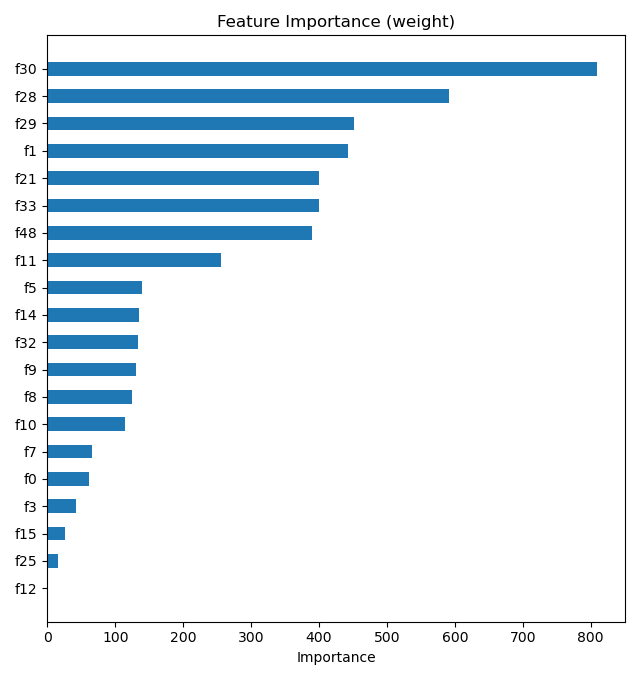 Feature Importance (weight)
f30
f28
f29
f1
f21
f33
f48
f11
f5
f14
f32
f9
f8
f10
f7
f0
f3
f15
f25
f12
0 100 200 300 400 500 600 700 800
Importance